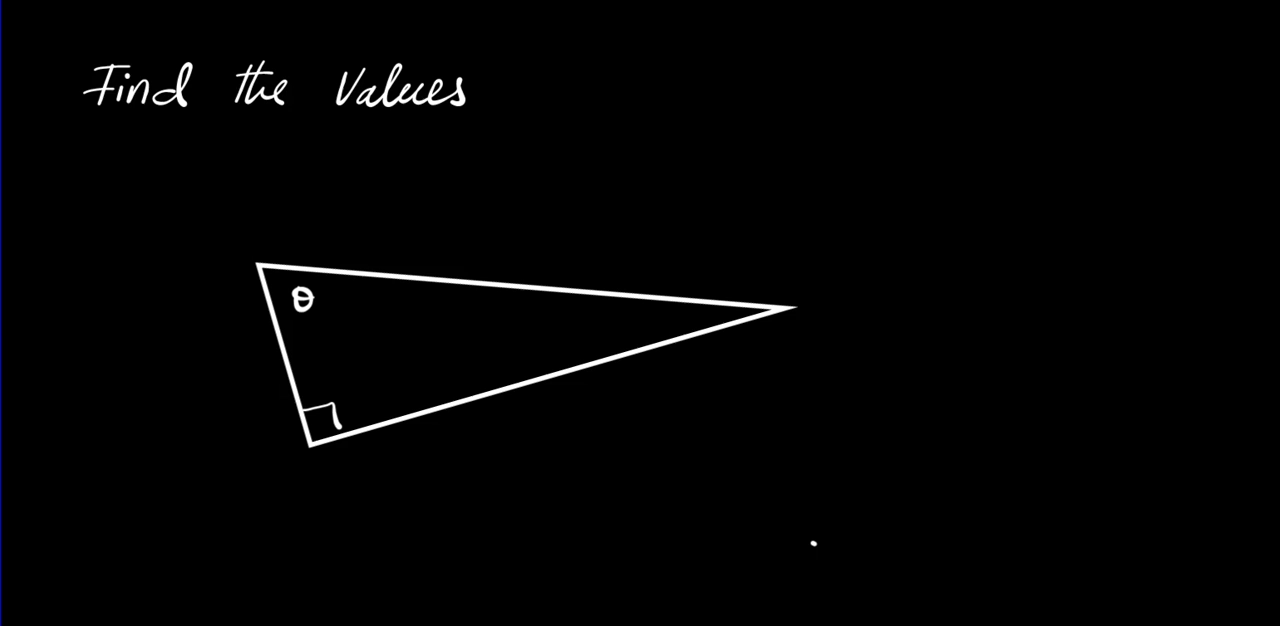 Find the Values
θ